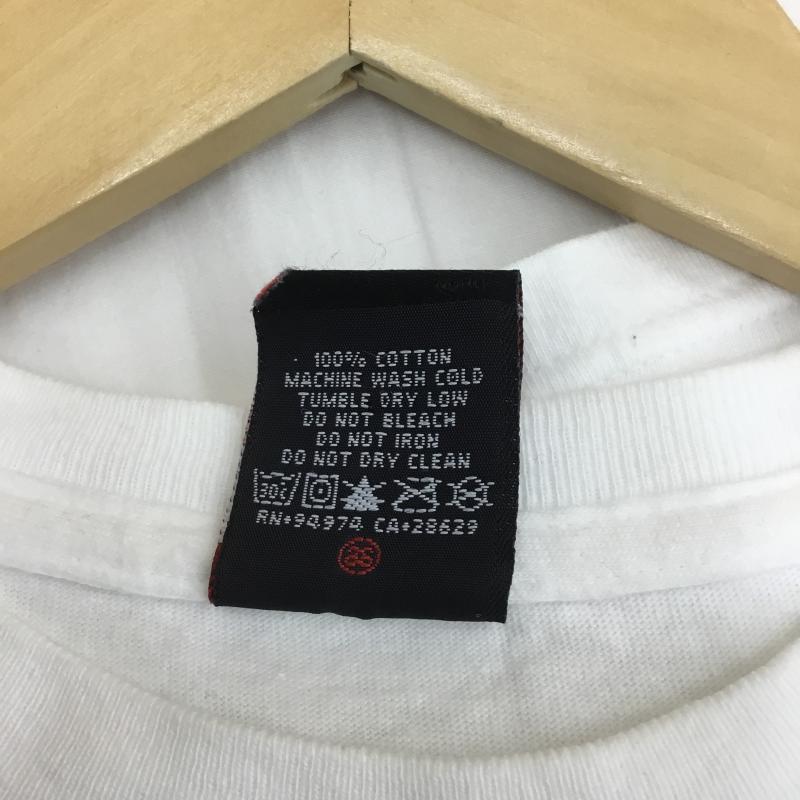 100% COTTON
MACHINE WASH COLD
TUMBLE DRY LOW
DO NOT BLEACH
DO NOT IRON
DO NOT DRY CLEAN
30C
RN•94974 CA•28629